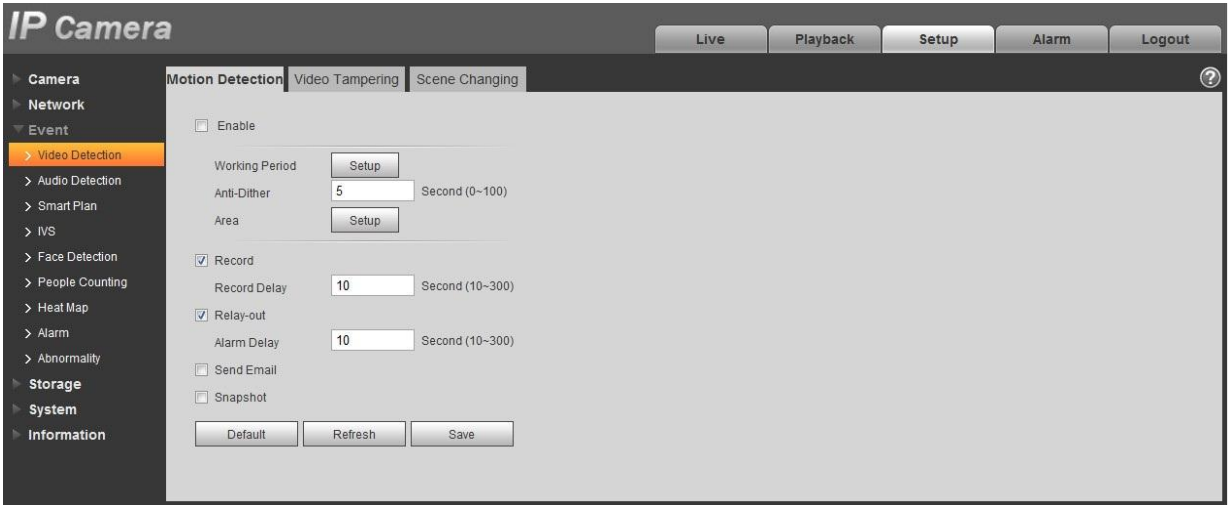 IP Camera
Live
Playback
Setup
Alarm
Logout
Camera
Network
Event
Video Detection
Audio Detection
Smart Plan
IVS
Face Detection
People Counting
Heat Map
Alarm
Abnormality
Storage
System
Information
Motion Detection
Video Tampering
Scene Changing
?
Enable
Working Period Setup
Anti-Dither 5 Second (0~100)
Area Setup
Record
Record Delay 10 Second (10~300)
Relay-out
Alarm Delay 10 Second (10~300)
Send Email
Snapshot
Default Refresh Save